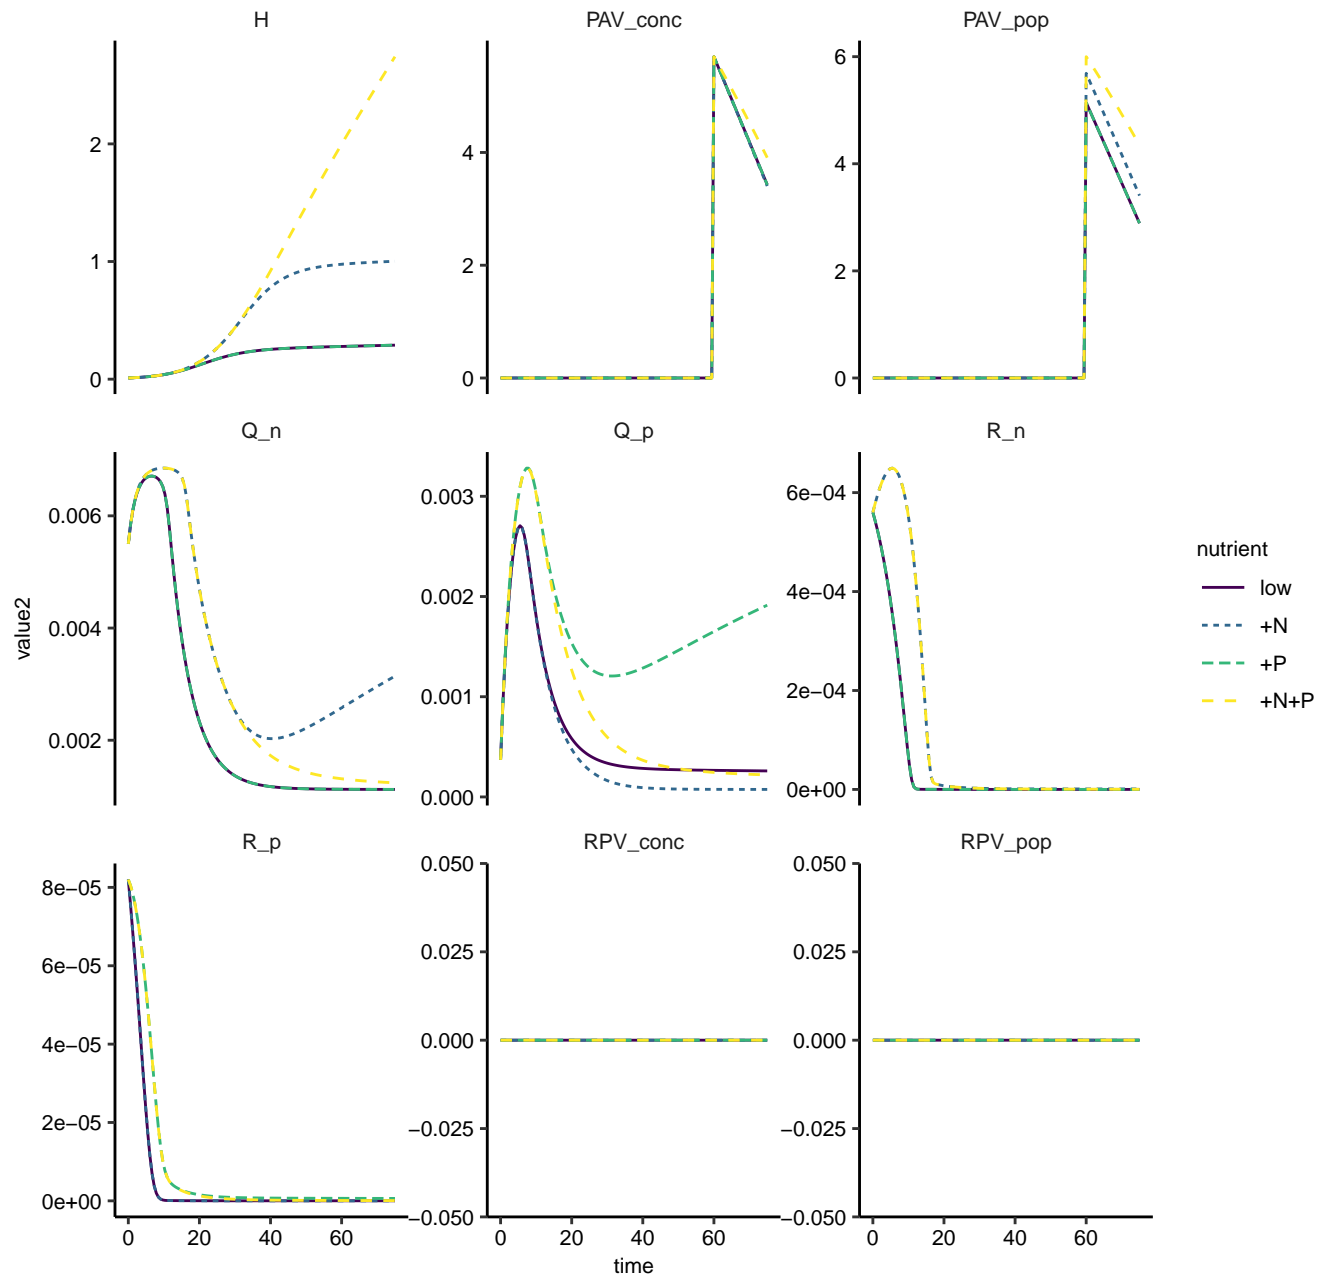 H PAV_conc PAV_pop
2
1
0
4
2
0
6
4
2
0
Q_n Q_p R_n
0.006
0.004
0.002
0.003
0.002
0.001
0.000
6e−04
4e−04
2e−04
0e+00
R_p RPV_conc RPV_pop
8e−05
6e−05
4e−05
2e−05
0e+00
0.050
0.025
0.000
−0.025
−0.050
0.050
0.025
0.000
−0.025
−0.050
0 20 40 60 0 20 40 60 0 20 40 60
time
value2
nutrient
low
+N
+P
+N+P